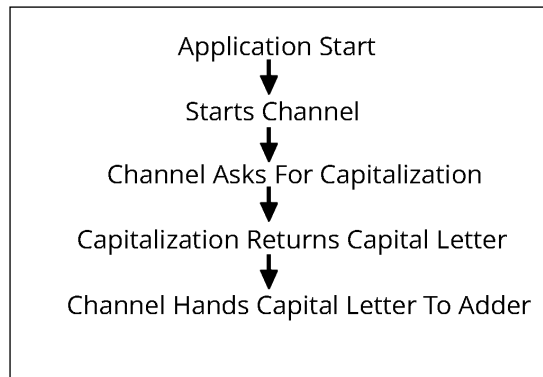 Application Start
Starts Channel
Channel Asks For Capitalization
Capitalization Returns Capital Letter
Channel Hands Capital Letter To Adder